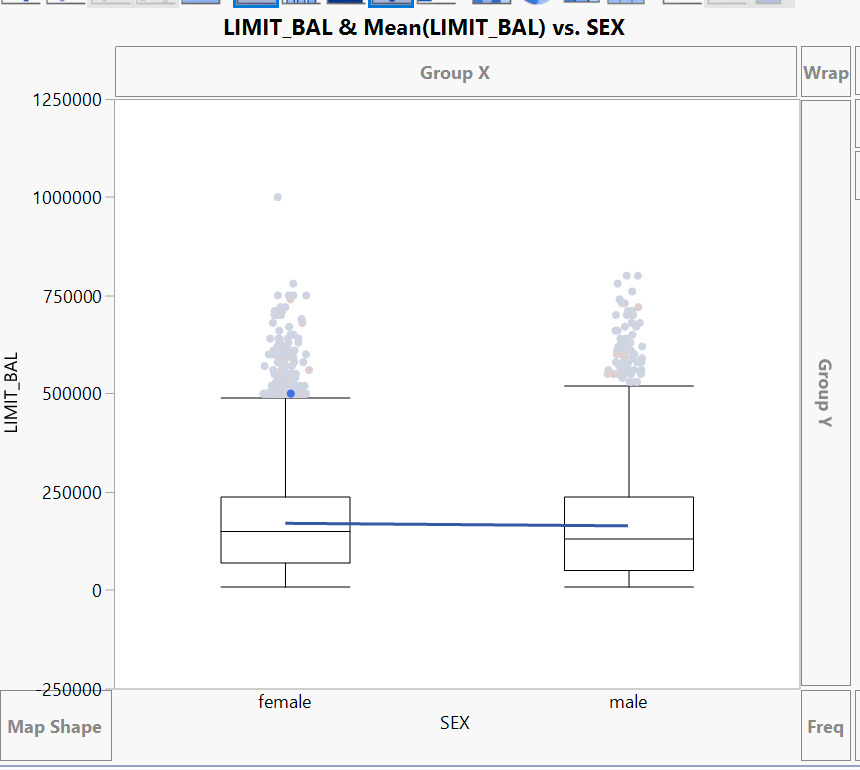 LIMIT_BAL & Mean(LIMIT_BAL) vs. SEX
Group X
Wrap
1250000
1000000
750000
500000
250000
0
-250000
LIMIT_BAL
Group Y
female
male
SEX
Map Shape
Freq